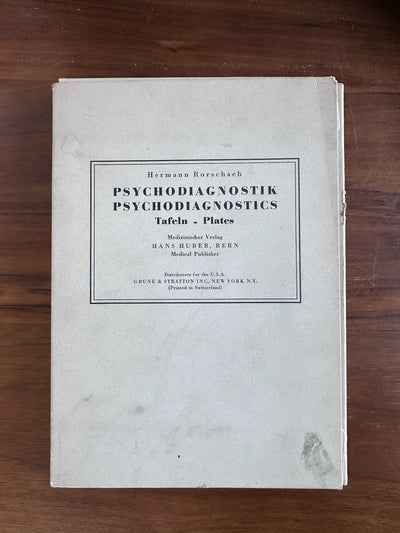 Hermann Rorschach
PSYCHODIAGNOSTIK
PSYCHODIAGNOSTICS
Tafeln - Plates
Medizinischer Verlag
HANS HUBER, BERN
Medical Publisher
Distributors for the U.S.A.
GRUNE & STRATTON INC., NEW YORK N.Y.
(Printed in Switzerland)